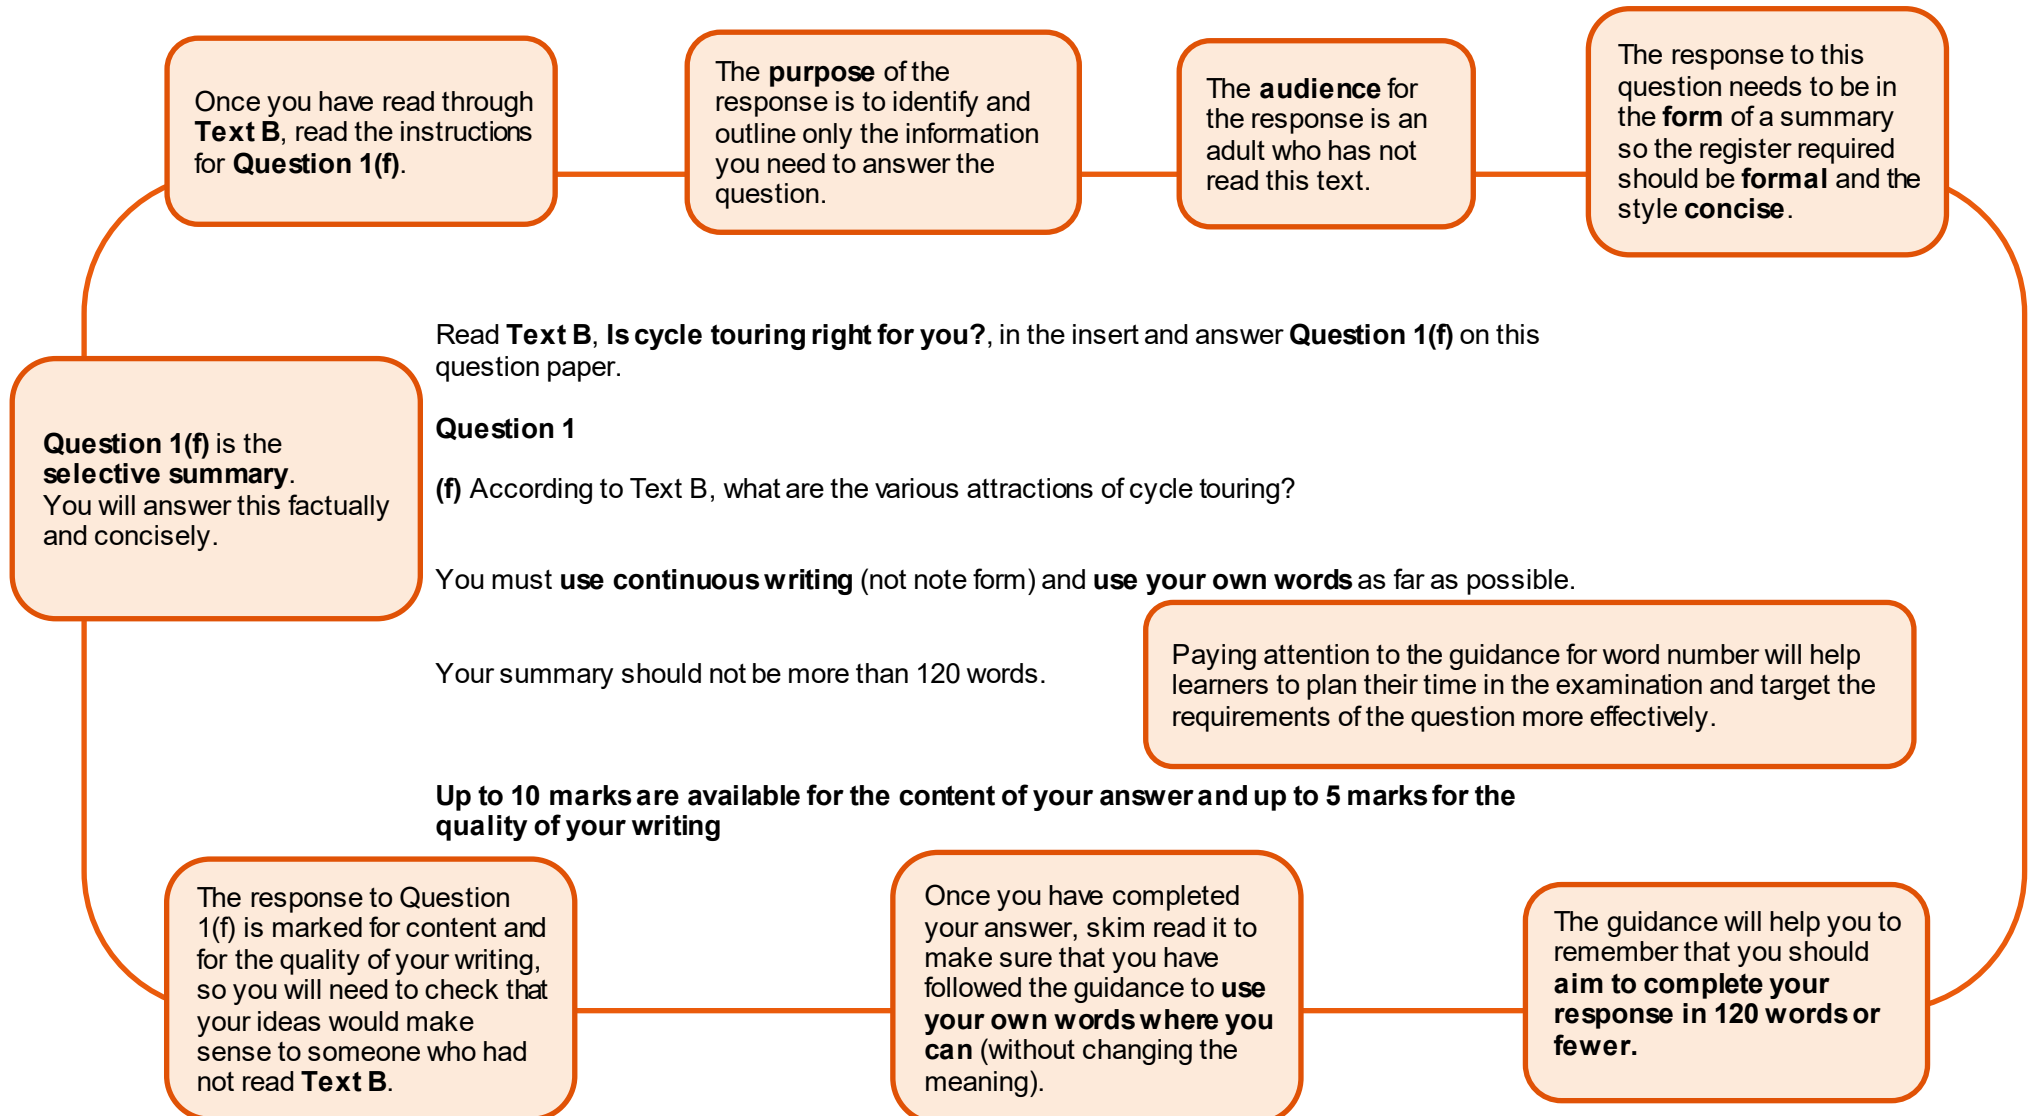 Once you have read through
Text B, read the instructions
for Question 1(f).
The purpose of the
response is to identify and
outline only the information
you need to answer the
question.
The audience for
the response is an
adult who has not
read this text.
The response to this
question needs to be in
the form of a summary
so the register required
should be formal and the
style concise.
Question 1(f) is the
selective summary.
You will answer this factually
and concisely.
Read Text B, Is cycle touring right for you?, in the insert and answer Question 1(f) on this
question paper.
Question 1
(f) According to Text B, what are the various attractions of cycle touring?
You must use continuous writing (not note form) and use your own words as far as possible.
Your summary should not be more than 120 words.
Paying attention to the guidance for word number will help
learners to plan their time in the examination and target the
requirements of the question more effectively.
Up to 10 marks are available for the content of your answer and up to 5 marks for the
quality of your writing
The response to Question
1(f) is marked for content and
for the quality of your writing,
so you will need to check that
your ideas would make
sense to someone who had
not read Text B.
Once you have completed
your answer, skim read it to
make sure that you have
followed the guidance to use
your own words where you
can (without changing the
meaning).
The guidance will help you to
remember that you should
aim to complete your
response in 120 words or
fewer.